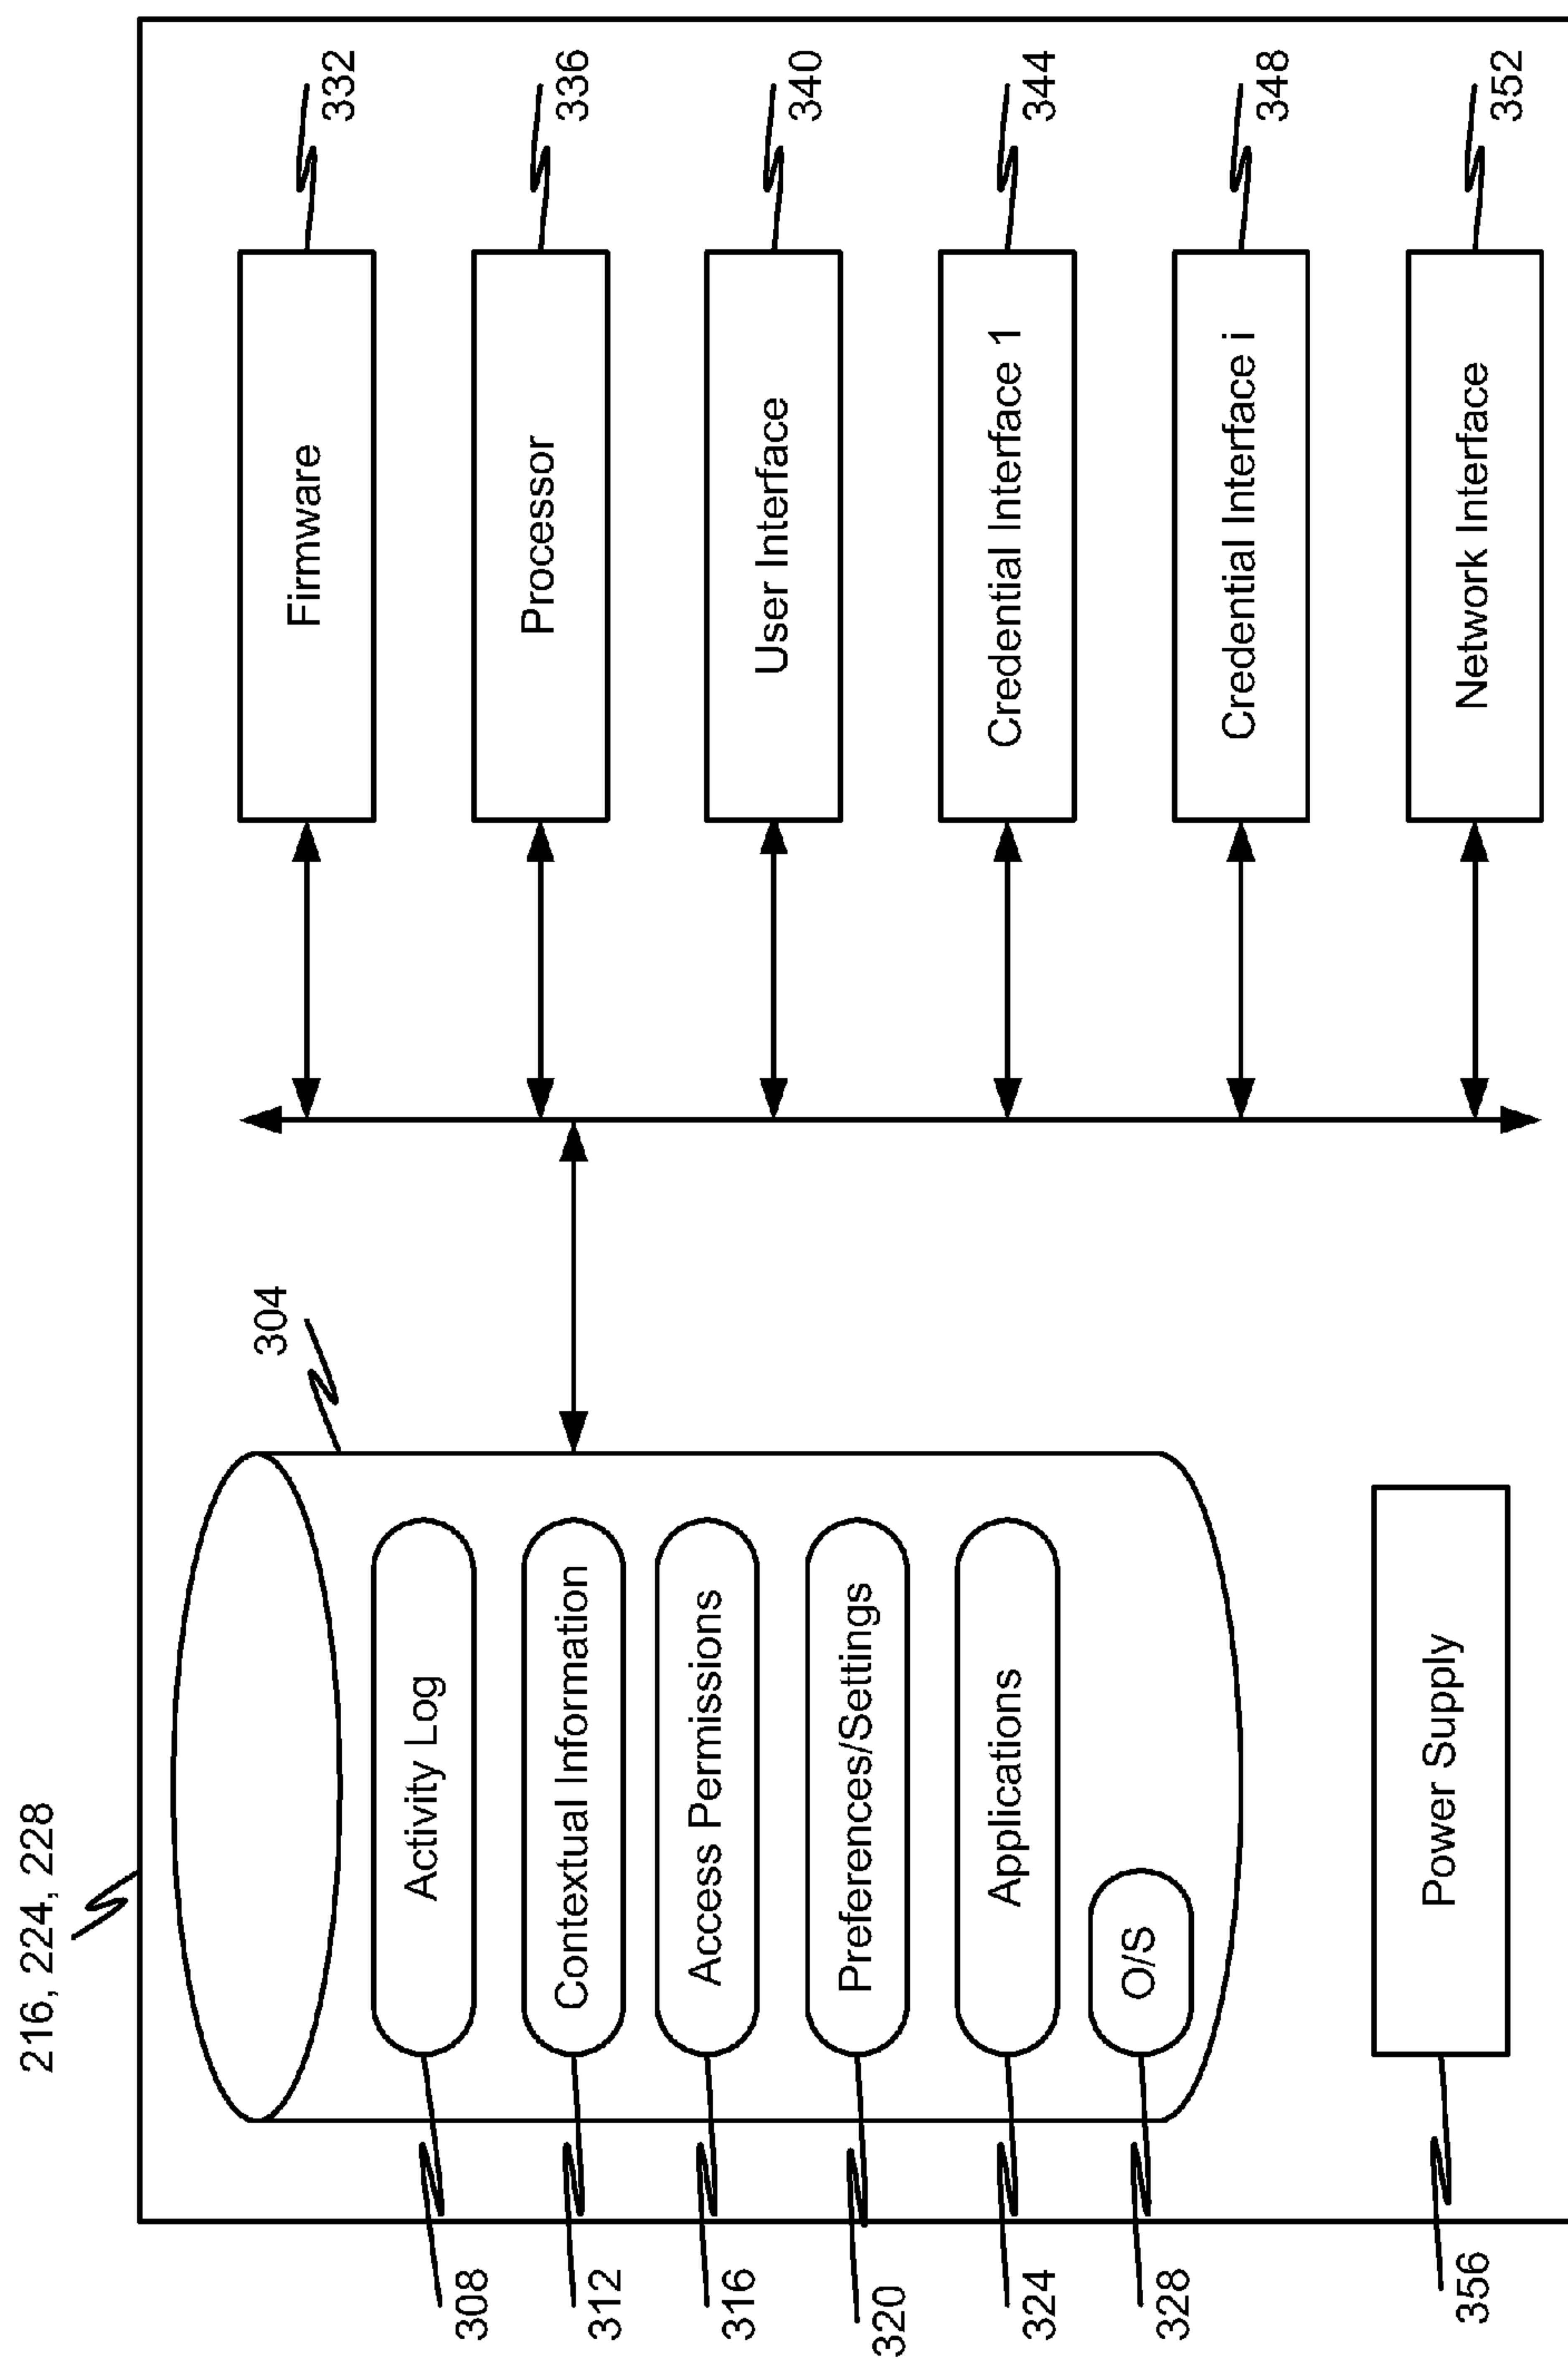 216, 224, 228
304
Activity Log
308
Contextual Information
312
Access Permissions
316
Preferences/Settings
320
Applications
324
O/S
328
Power Supply
356
Firmware
332
Processor
336
User Interface
340
Credential Interface 1
344
Credential Interface i
348
Network Interface
352